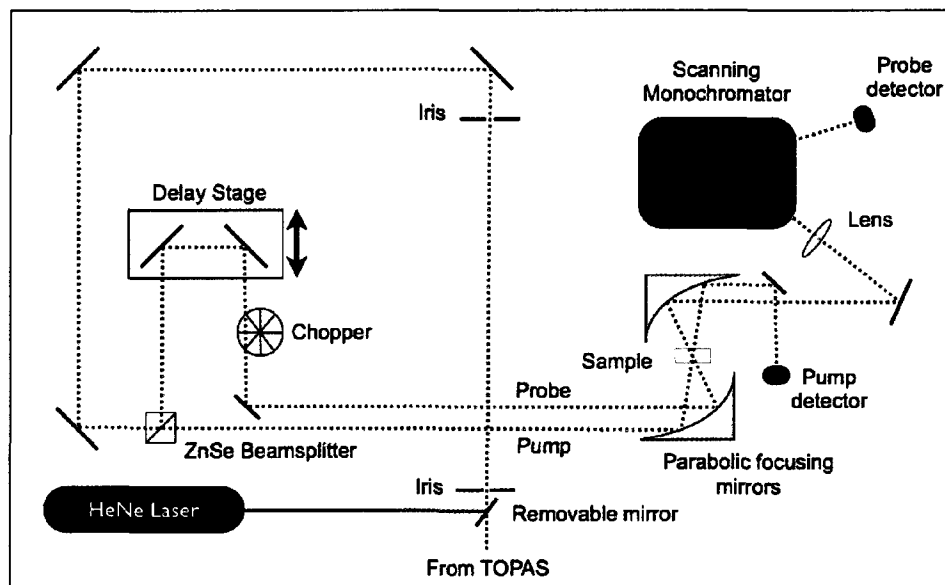 Scanning
Monochromator
Probe
detector
Iris
Delay Stage
Lens
Chopper
Sample
Probe
Pump
detector
ZnSe Beamsplitter
Pump
Parabolic focusing
mirrors
Iris
HeNe Laser
Removable mirror
From TOPAS